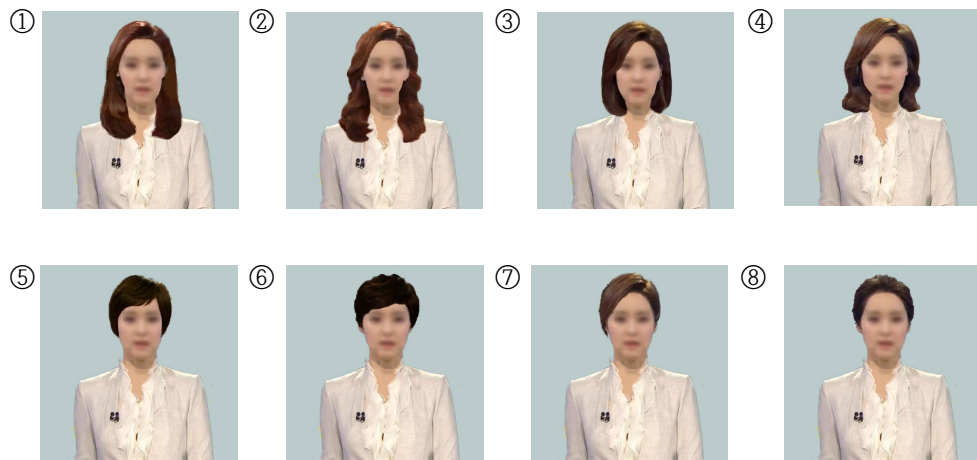 ① ② ③ ④
⑤ ⑥ ⑦ ⑧